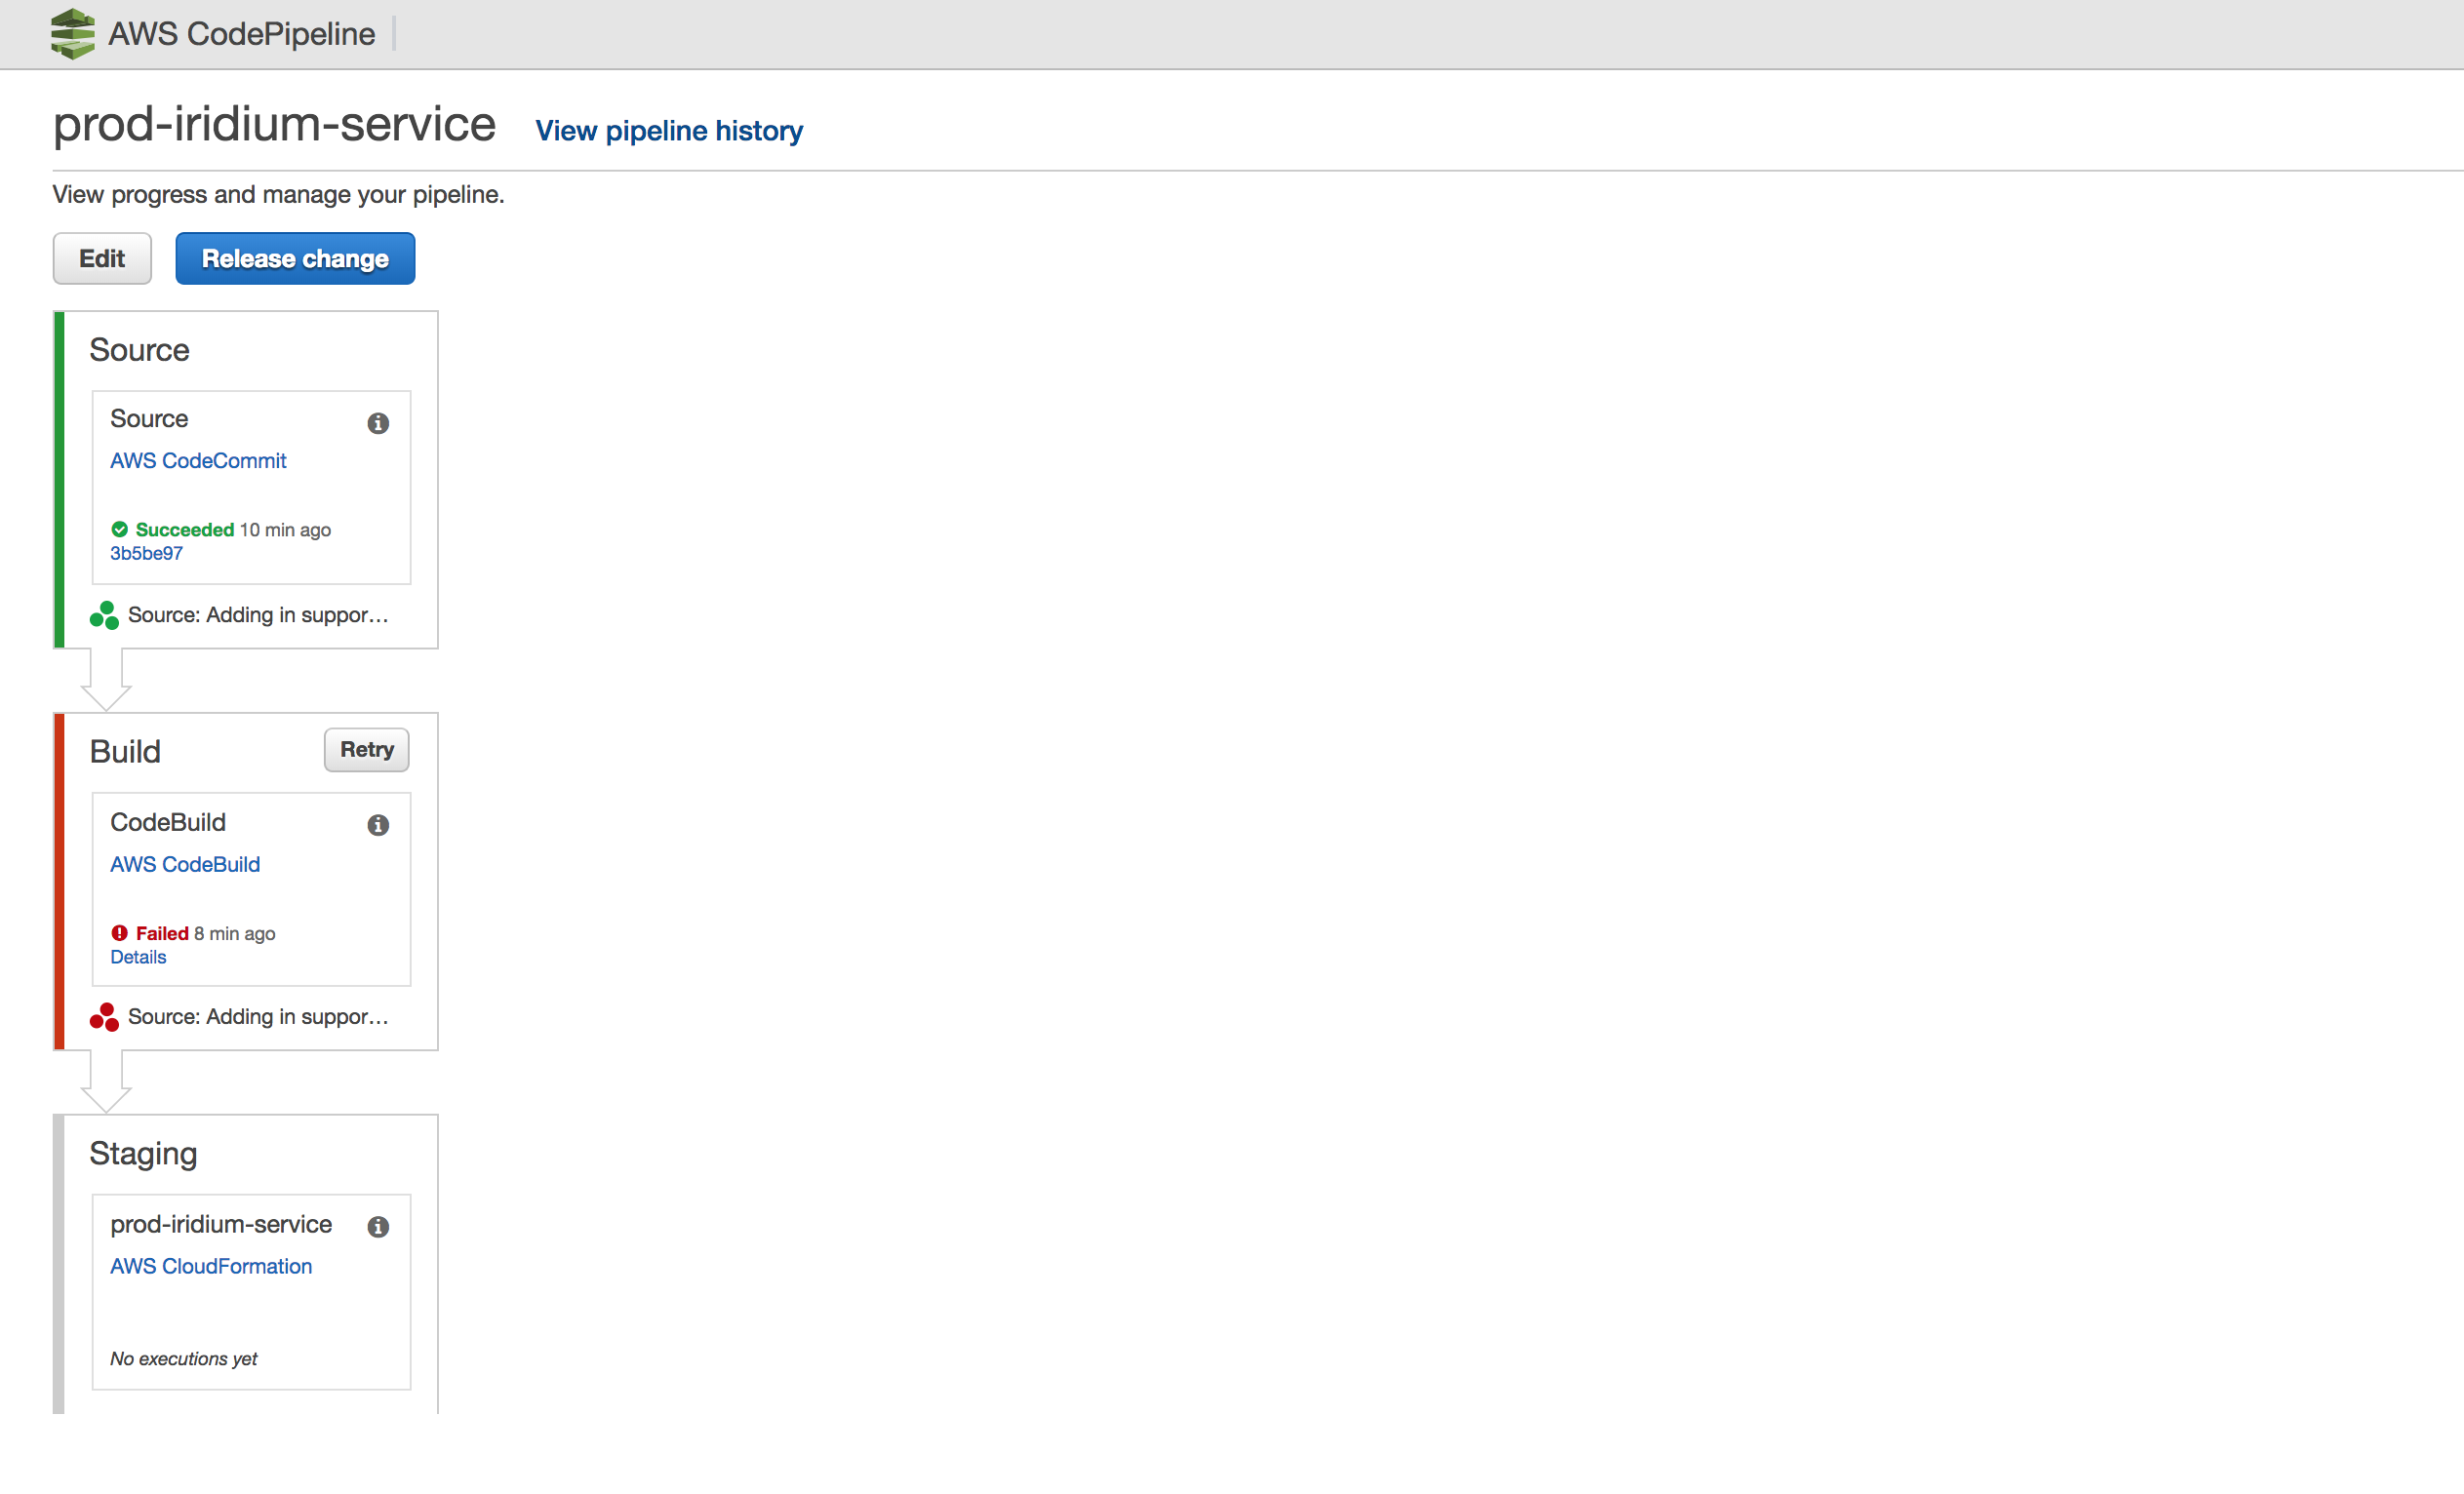 AWS CodePipeline
prod-iridium-service View pipeline history
View progress and manage your pipeline.
Edit Release change
Source
Source
AWS CodeCommit
Succeeded 10 min ago
3b5be97
Source: Adding in suppor…
Build Retry
CodeBuild
AWS CodeBuild
Failed 8 min ago
Details
Source: Adding in suppor…
Staging
prod-iridium-service
AWS CloudFormation
No executions yet